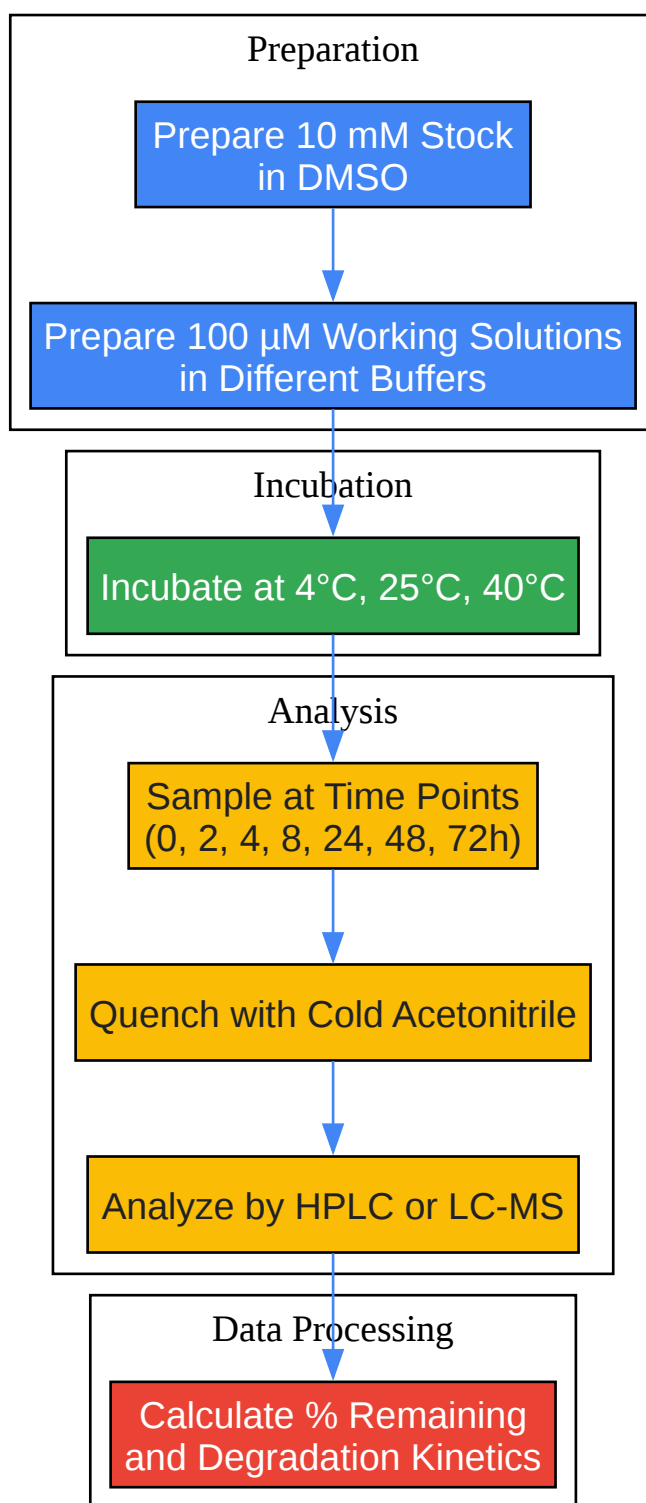 Preparation
Prepare 10 mM Stock
in DMSO
Prepare 100 µM Working Solutions
in Different Buffers
Incubation
Incubate at 4°C, 25°C, 40°C
Analysis
Sample at Time Points
(0, 2, 4, 8, 24, 48, 72h)
Quench with Cold Acetonitrile
Analyze by HPLC or LC-MS
Data Processing
Calculate % Remaining
and Degradation Kinetics